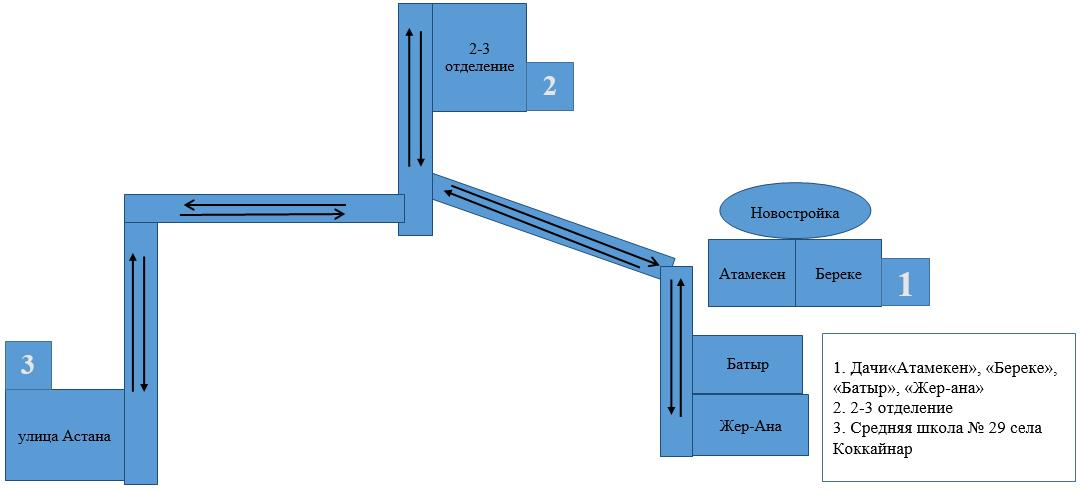 2-3
отделение
2
Новостройка
Атамекен
Береке
1
3
Батыр
Жер-Ана
улица Астана
1. Дачи«Атамекен», «Береке»,
«Батыр», «Жер-ана»
2. 2-3 отделение
3. Средняя школа № 29 села
Коккайнар